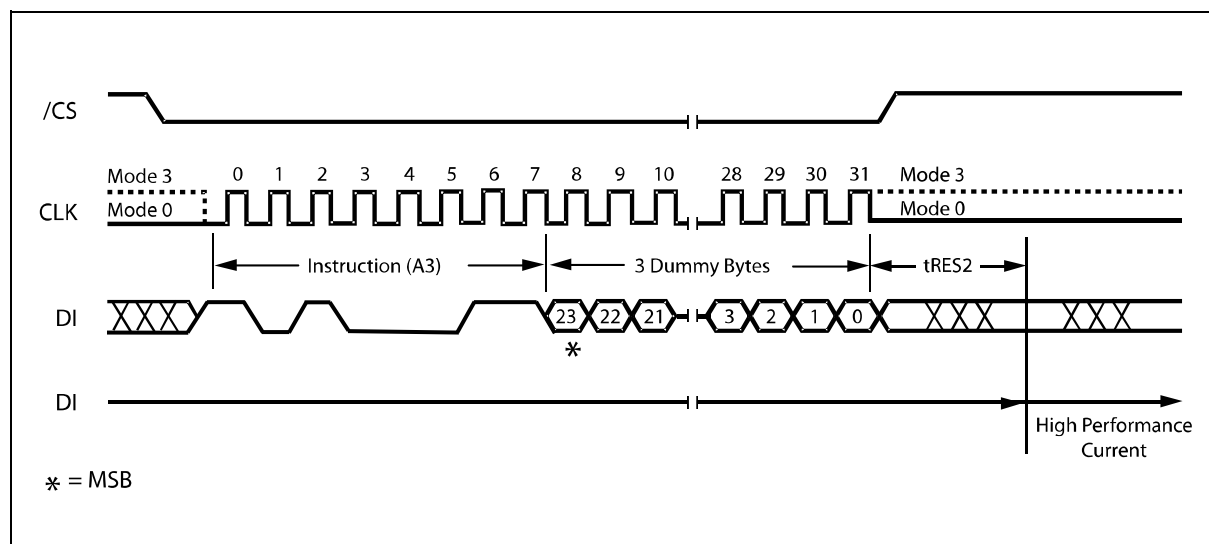 /CS
Mode 3
0 1 2 3 4 5 6 7 8 9 10 28 29 30 31
Mode 3
CLK
Mode 0
Mode 0
Instruction (A3)
3 Dummy Bytes
tRES2
DI
23 22 21 3 2 1 0
*
DI
High Performance
Current
* = MSB